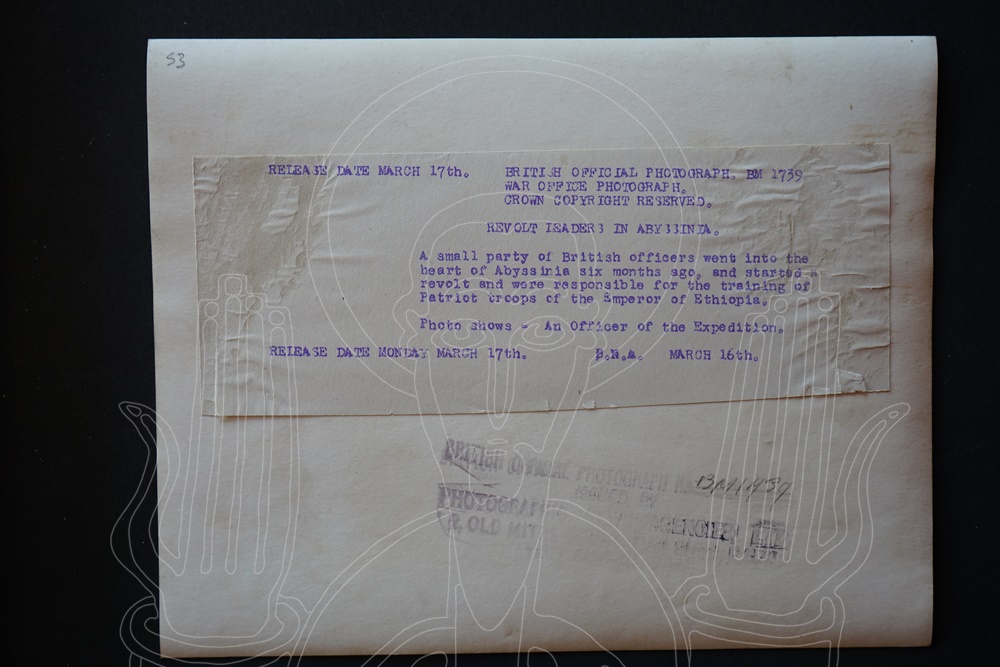 53
RELEASE DATE MARCH 17th. BRITISH OFFICIAL PHOTOGRAPH. BM 1739
WAR OFFICE PHOTOGRAPH.
CROWN COPYRIGHT RESERVED.
REVOLT LEADERS IN ABYSSINIA.
A small party of British officers went into the
heart of Abyssinia six months ago, and started a
revolt and were responsible for the training of
Patriot troops of the Emperor of Ethiopia.
Photo shows - An Officer of the Expedition.
RELEASE DATE MONDAY MARCH 17th. B.N.A. MARCH 16th.
BRITISH OFFICIAL PHOTOGRAPH
ISSUED BY
& OLD